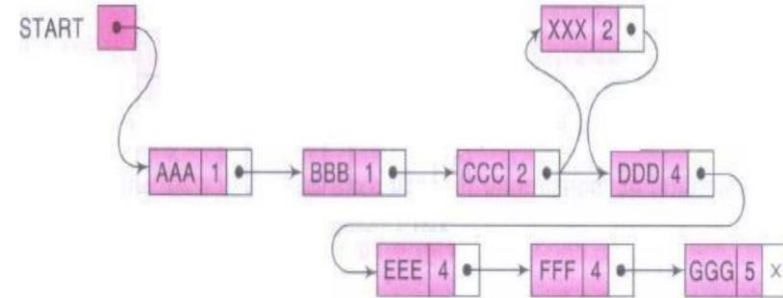 START
XXX 2
AAA 1 BBB 1 CCC 2 DDD 4
EEE 4 FFF 4 GGG 5 X